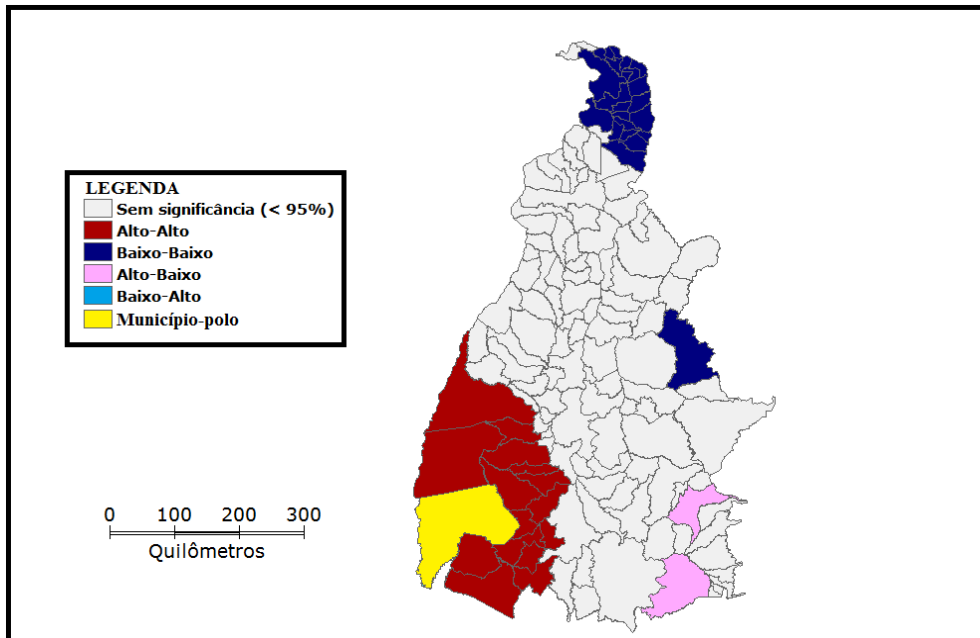 LEGENDA
Sem significância (< 95%)
Alto-Alto
Baixo-Baixo
Alto-Baixo
Baixo-Alto
Município-polo
0 100 200 300
Quilômetros